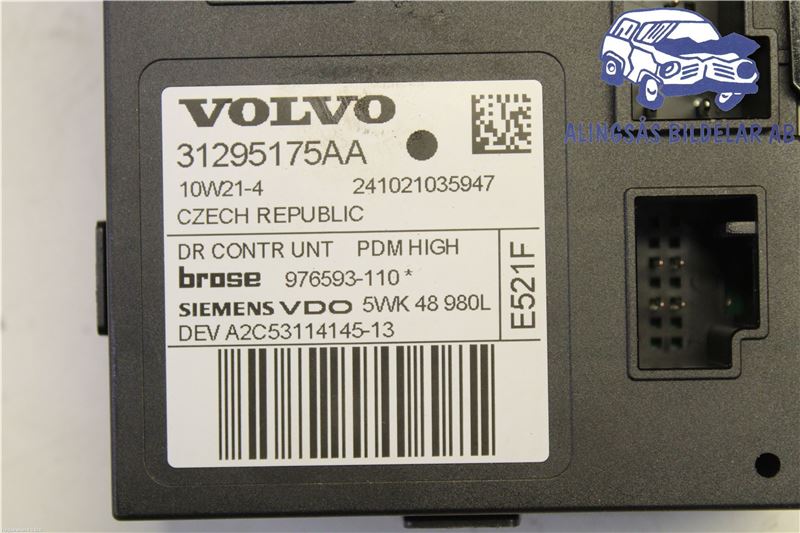 VOLVO
31295175AA
10W21-4 241021035947
CZECH REPUBLIC
DR CONTR UNT PDM HIGH
brose 976593-110 *
SIEMENS VDO 5WK 48 980L
DEV A2C53114145-13
E521F
ALINGSÅS BILDELAR AB